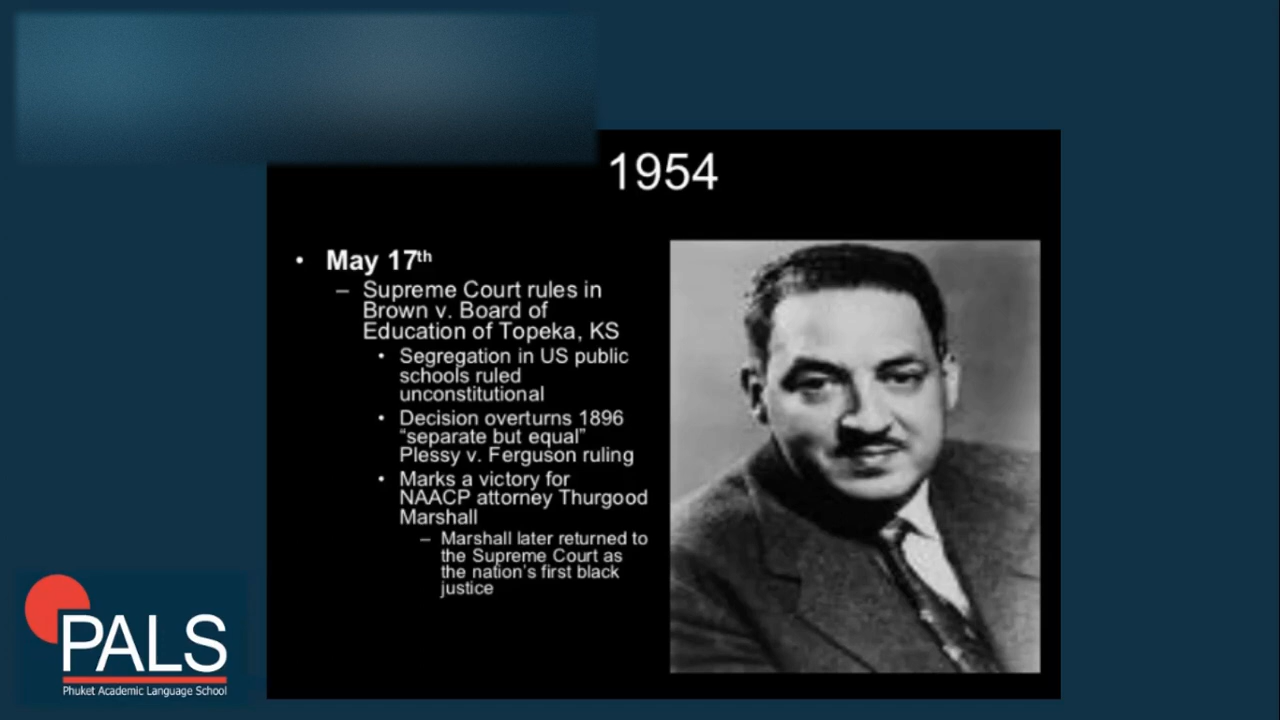 1954
• May 17th
– Supreme Court rules in
Brown v. Board of
Education of Topeka, KS
• Segregation in US public
schools ruled
unconstitutional
• Decision overturns 1896
“separate but equal”
Plessy v. Ferguson ruling
• Marks a victory for
NAACP attorney Thurgood
Marshall
– Marshall later returned to
the Supreme Court as
the nation’s first black
justice
PALS
Phuket Academic Language School